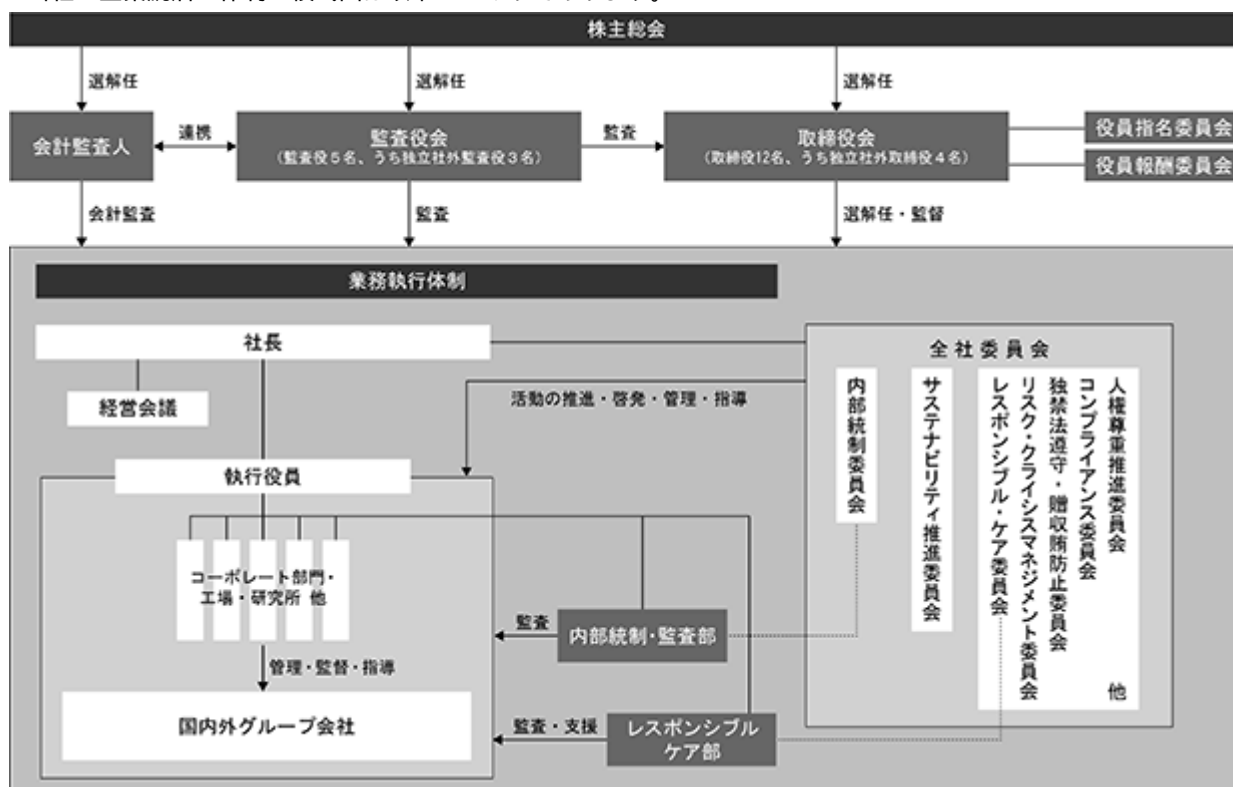 株主総会
選解任
選解任
選解任
会計監査人
連携
監査役会
(監査役5名、うち独立社外監査役3名)
監査
取締役会
(取締役12名、うち独立社外取締役4名)
役員指名委員会
役員報酬委員会
会計監査
監査
選解任・監督
業務執行体制
社長
経営会議
活動の推進・啓発・管理・指導
執行役員
コーポレート部門・
工場・研究所 他
管理・監督・指導
国内外グループ会社
監査
内部統制・監査部
監査・支援
レスポンシブル
ケア部
全社委員会
内部統制委員会
サステナビリティ推進委員会
人権尊重推進委員会 他
コンプライアンス委員会
独禁法遵守・贈収賄防止委員会
リスク・クライシスマネジメント委員会
レスポンシブル・ケア委員会